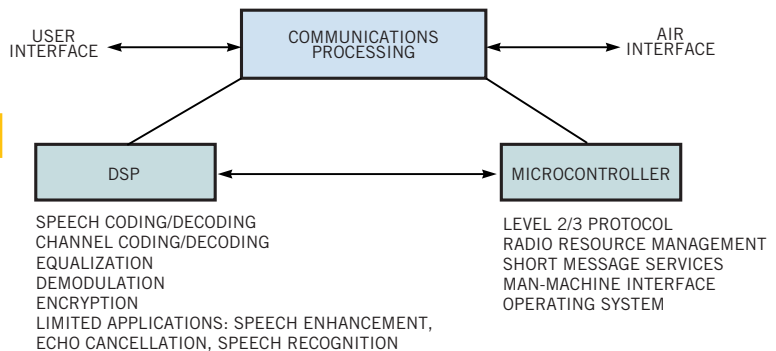 USER
INTERFACE
COMMUNICATIONS
PROCESSING
AIR
INTERFACE
DSP
MICROCONTROLLER
SPEECH CODING/DECODING
CHANNEL CODING/DECODING
EQUALIZATION
DEMODULATION
ENCRYPTION
LIMITED APPLICATIONS: SPEECH ENHANCEMENT,
ECHO CANCELLATION, SPEECH RECOGNITION
LEVEL 2/3 PROTOCOL
RADIO RESOURCE MANAGEMENT
SHORT MESSAGE SERVICES
MAN-MACHINE INTERFACE
OPERATING SYSTEM